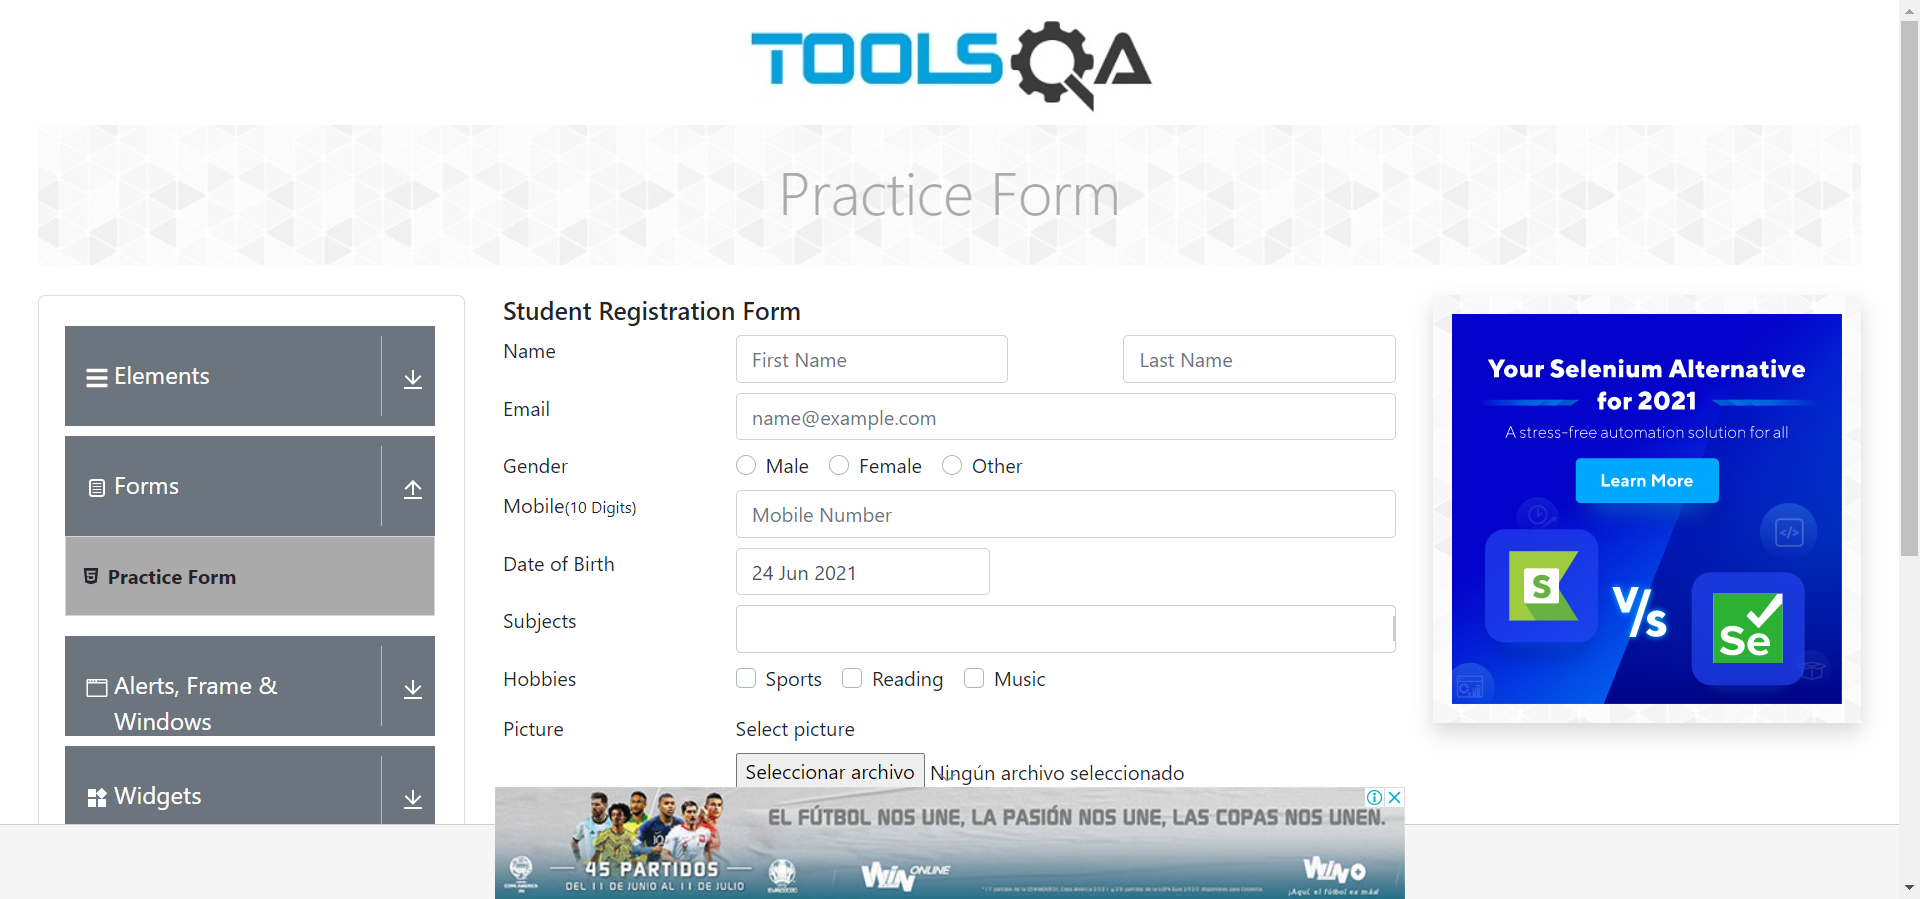 TOOLSQA
Practice Form
Elements
Forms
Practice Form
Alerts, Frame &
Windows
Widgets
Student Registration Form
Name
First Name
Last Name
Email
name@example.com
Gender
Male
Female
Other
Mobile(10 Digits)
Mobile Number
Date of Birth
24 Jun 2021
Subjects
Hobbies
Sports
Reading
Music
Picture
Select picture
Seleccionar archivo
Ningún archivo seleccionado
Your Selenium Alternative
for 2021
A stress-free automation solution for all
Learn More
S
V/s
Se
EL FÚTBOL NOS UNE, LA PASIÓN NOS UNE, LAS COPAS NOS UNEN.
45 PARTIDOS
DEL 11 DE JUNIO AL 11 DE JULIO
WIN ONLINE
WIN
¡Aquí el fútbol es más!